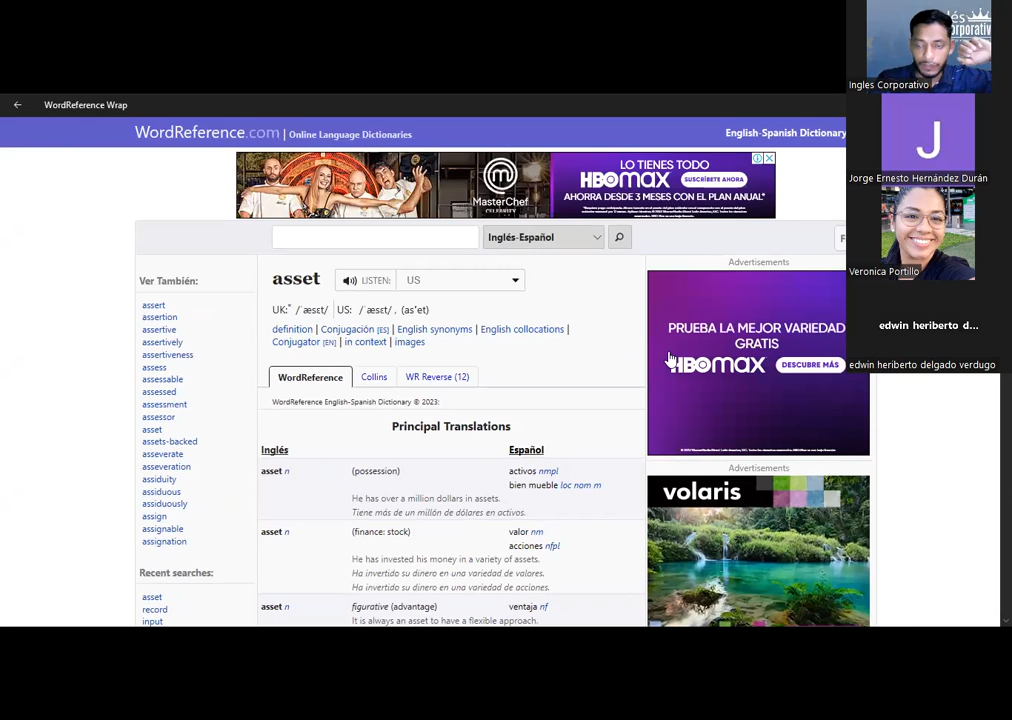 WordReference Wrap
WordReference.com | Online Language Dictionaries
English-Spanish Dictionary
MasterChef
CELEBRITY
LO TIENES TODO
HBOMAX SUSCRÍBETE AHORA
AHORA DESDE 3 MESES CON EL PLAN ANUAL*
Inglés-Español
F
Ver También:
assert
assertion
assertive
assertively
assertiveness
assess
assessable
assessed
assessment
assessor
asset
assets-backed
asseverate
asseveration
assiduity
assiduous
assiduously
assign
assignable
assignation
Recent searches:
asset
record
input
asset
LISTEN:
US
UK:* /ˈæsɛt/ US: /ˈæsɛt/ , (as′et)
definition | Conjugación [ES] | English synonyms | English collocations |
Conjugator [EN] | in context | images
WordReference
Collins
WR Reverse (12)
WordReference English-Spanish Dictionary © 2023:
Principal Translations
Inglés Español
asset n (possession) activos nmpl
bien mueble loc nom m
He has over a million dollars in assets.
Tiene más de un millón de dólares en activos.
asset n (finance: stock) valor nm
acciones nfpl
He has invested his money in a variety of assets.
Ha invertido su dinero en una variedad de valores.
Ha invertido su dinero en una variedad de acciones.
asset n figurative (advantage) ventaja nf
It is always an asset to have a flexible approach.
Advertisements
PRUEBA LA MEJOR VARIEDAD
GRATIS
HBOMAX DESCUBRE MÁS
Advertisements
volaris
és
corporativ
Ingles Corporativo
J
Jorge Ernesto Hernández Durán
Veronica Portillo
edwin heriberto d...
edwin heriberto delgado verdugo